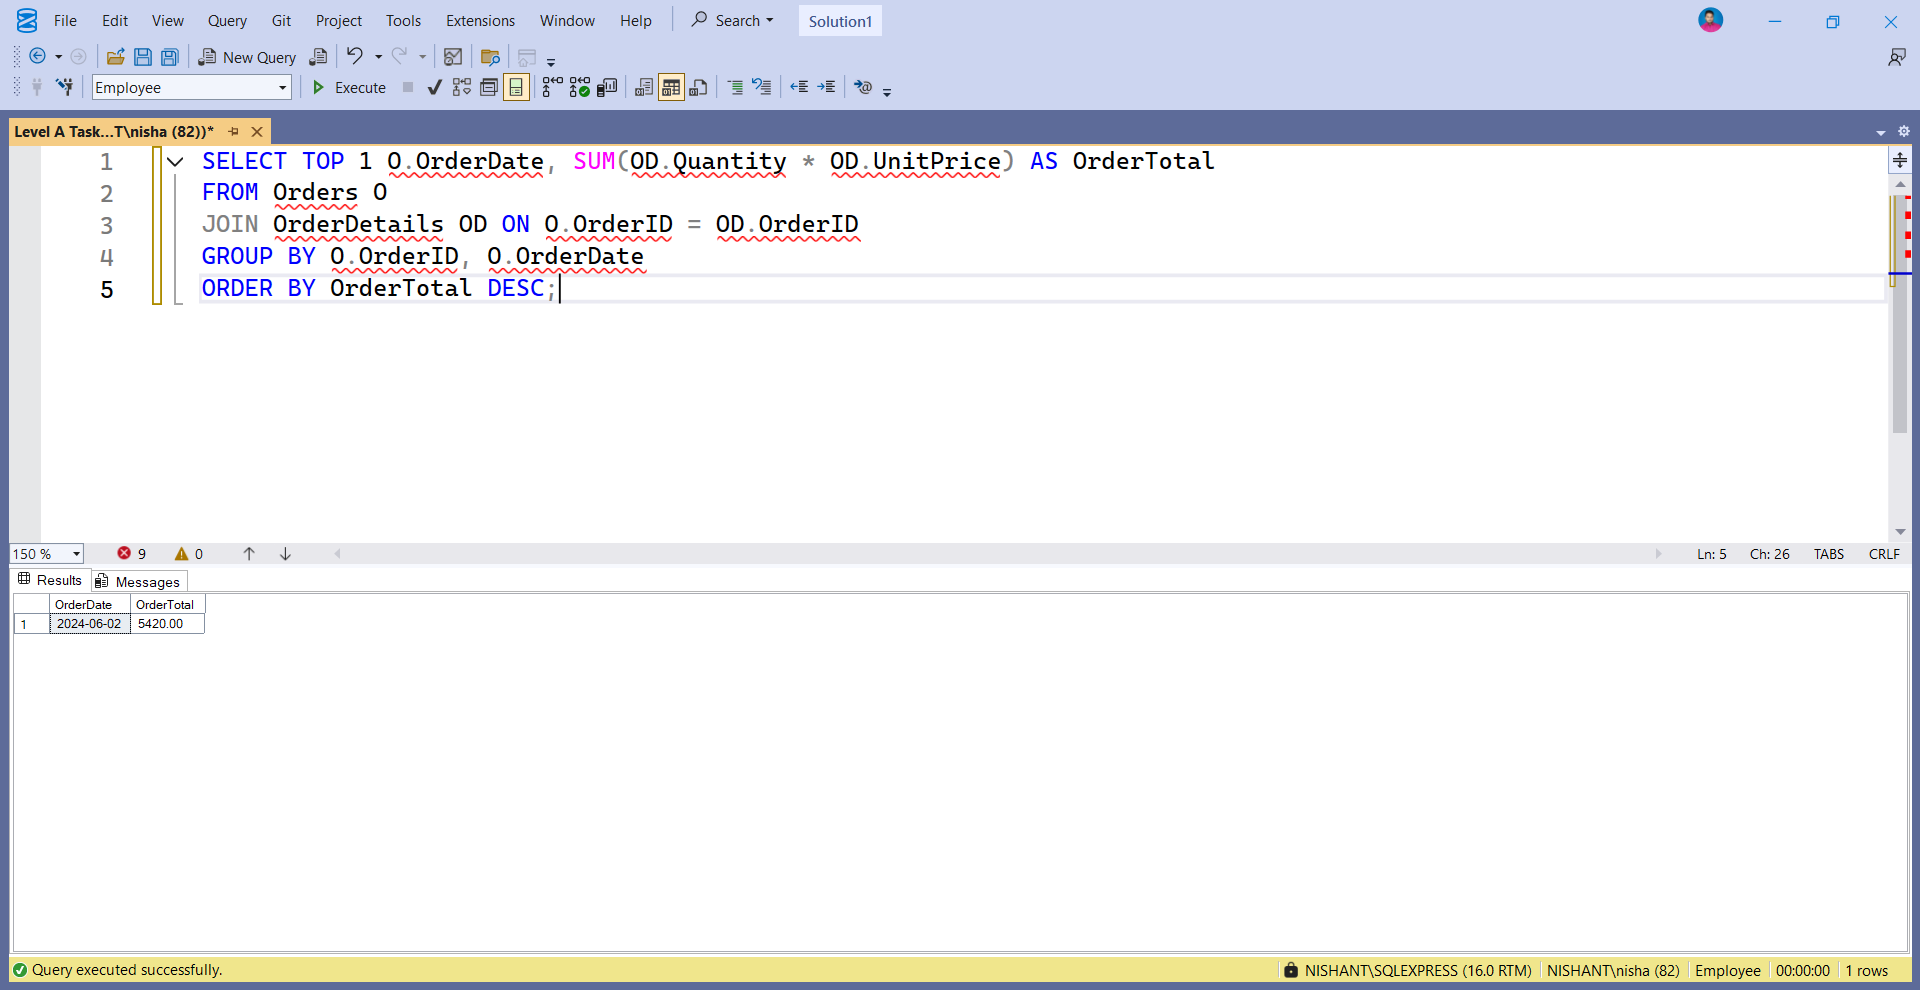 File Edit View Query Git Project Tools Extensions Window Help Search Solution1
New Query
Employee Execute
Level A Task...T\nisha (82))*
1 SELECT TOP 1 O.OrderDate, SUM(OD.Quantity * OD.UnitPrice) AS OrderTotal
2 FROM Orders O
3 JOIN OrderDetails OD ON O.OrderID = OD.OrderID
4 GROUP BY O.OrderID, O.OrderDate
5 ORDER BY OrderTotal DESC;
150 % 9 0 Ln: 5 Ch: 26 TABS CRLF
Results Messages
OrderDate OrderTotal
1 2024-06-02 5420.00
Query executed successfully. NISHANT\SQLEXPRESS (16.0 RTM) NISHANT\nisha (82) Employee 00:00:00 1 rows